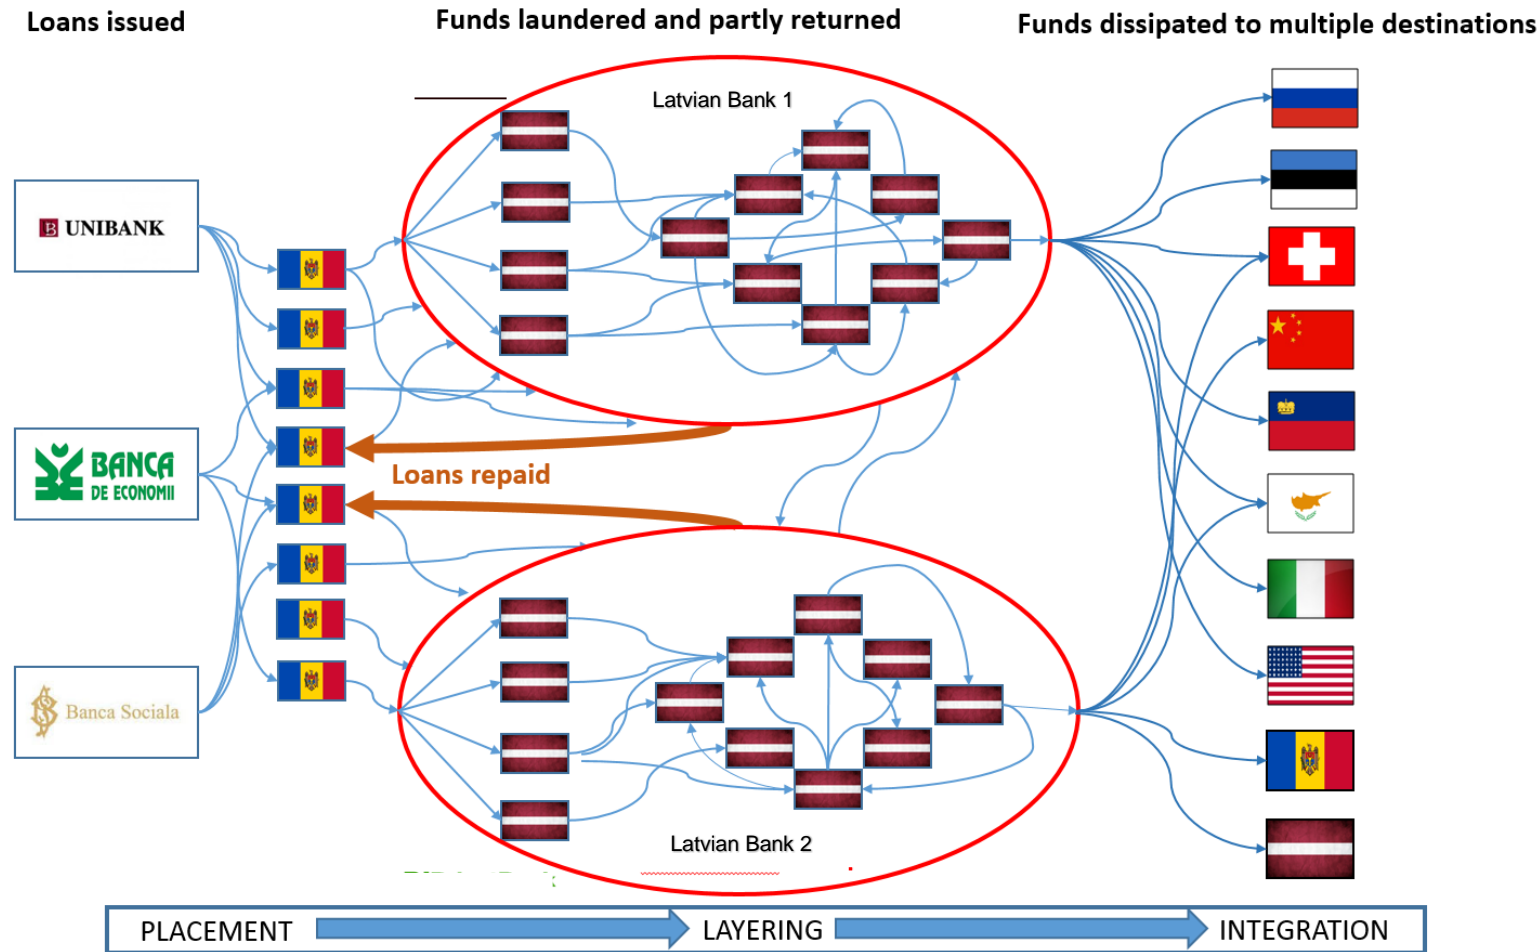 Loans issued
Funds laundered and partly returned
Funds dissipated to multiple destinations
Latvian Bank 1
B UNIBANK
BANCA
DE ECONOMII
Loans repaid
Banca Sociala
Latvian Bank 2
PLACEMENT
LAYERING
INTEGRATION